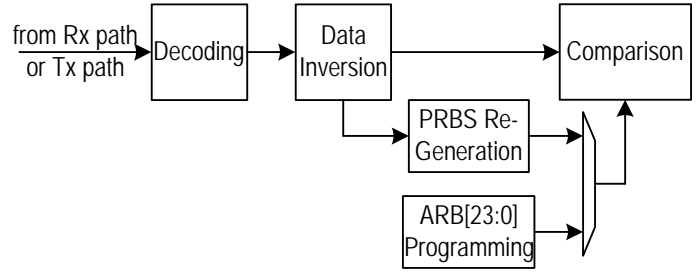 from Rx path
or Tx path
Decoding
Data
Inversion
Comparison
PRBS Re-
Generation
ARB[23:0]
Programming